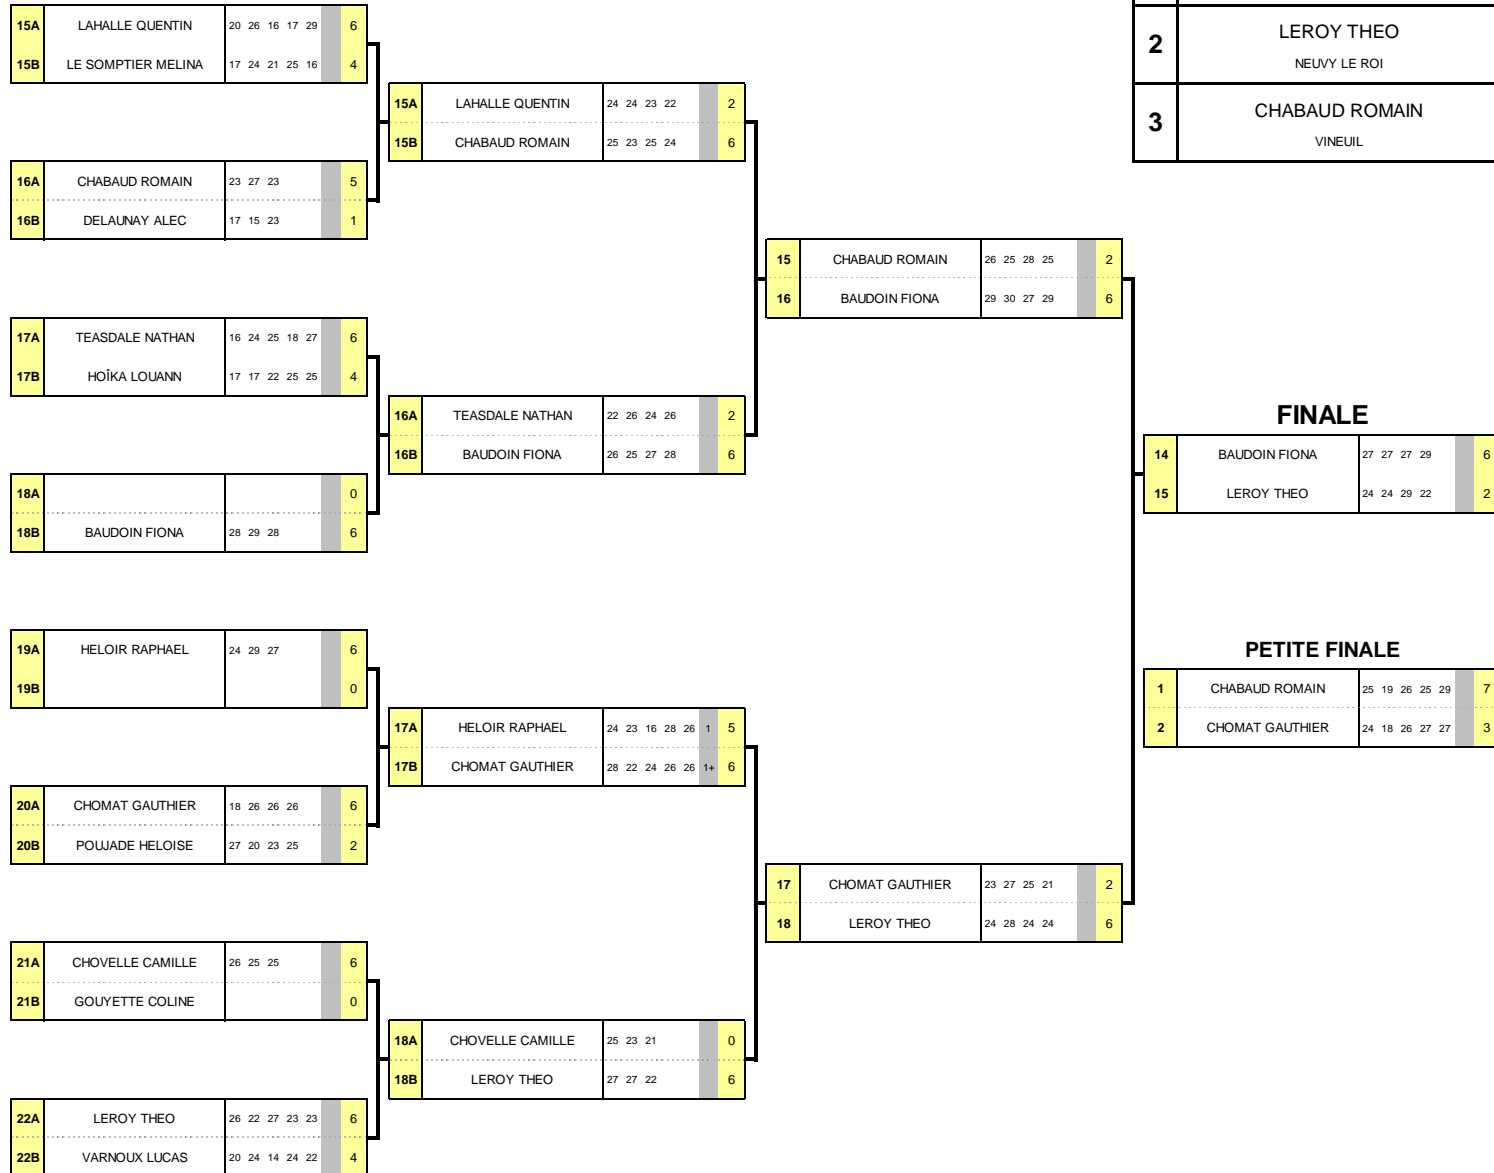 15A LAHALLE QUENTIN 20 26 16 17 29 6
15B LE SOMPTIER MELINA 17 24 21 25 16 4
16A CHABAUD ROMAIN 23 27 23 5
16B DELAUNAY ALEC 17 15 23 1
17A TEASDALE NATHAN 16 24 25 18 27 6
17B HOÎKA LOUANN 17 17 22 25 25 4
18A 0
18B BAUDOIN FIONA 28 29 28 6
19A HELOIR RAPHAEL 24 29 27 6
19B 0
20A CHOMAT GAUTHIER 18 26 26 26 6
20B POUJADE HELOISE 27 20 23 25 2
21A CHOVELLE CAMILLE 26 25 25 6
21B GOUYETTE COLINE 0
22A LEROY THEO 26 22 27 23 23 6
22B VARNOUX LUCAS 20 24 14 24 22 4
15A LAHALLE QUENTIN 24 24 23 22 2
15B CHABAUD ROMAIN 25 23 25 24 6
16A TEASDALE NATHAN 22 26 24 26 2
16B BAUDOIN FIONA 26 25 27 28 6
17A HELOIR RAPHAEL 24 23 16 28 26 1 5
17B CHOMAT GAUTHIER 28 22 24 26 26 1+ 6
18A CHOVELLE CAMILLE 25 23 21 0
18B LEROY THEO 27 27 22 6
15 CHABAUD ROMAIN 26 25 28 25 2
16 BAUDOIN FIONA 29 30 27 29 6
17 CHOMAT GAUTHIER 23 27 25 21 2
18 LEROY THEO 24 28 24 24 6
2 LEROY THEO
NEUVY LE ROI
3 CHABAUD ROMAIN
VINEUIL
FINALE
14 BAUDOIN FIONA 27 27 27 29 6
15 LEROY THEO 24 24 29 22 2
PETITE FINALE
1 CHABAUD ROMAIN 25 19 26 25 29 7
2 CHOMAT GAUTHIER 24 18 26 27 27 3